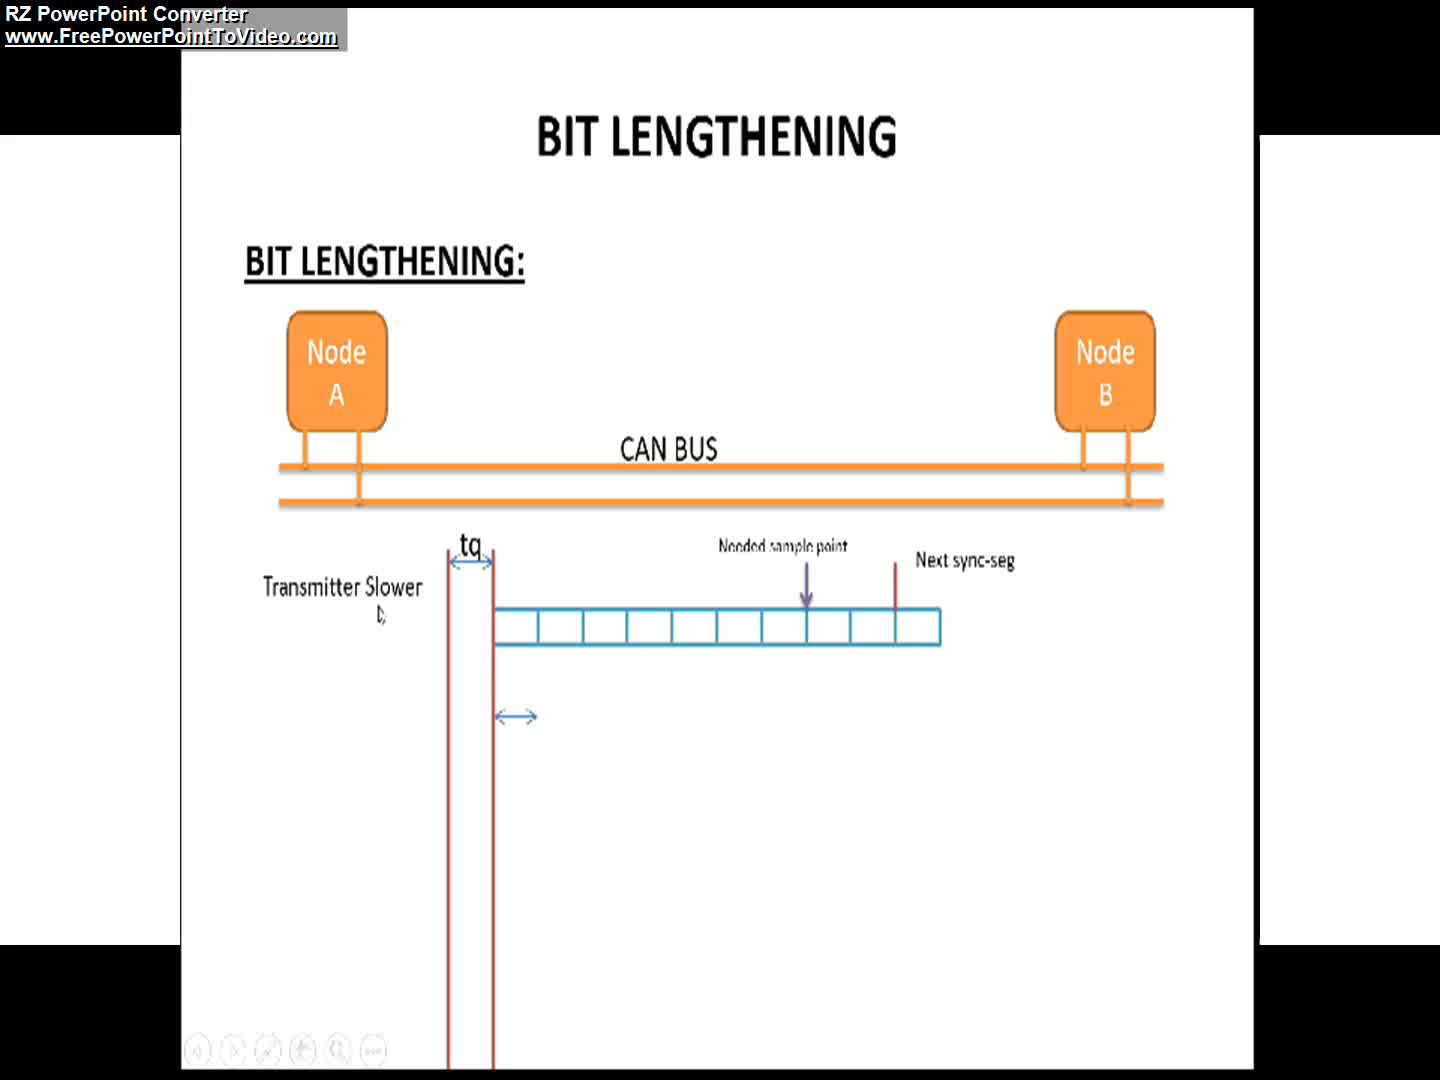 RZ PowerPoint Converter
www.FreePowerPointToVideo.com
BIT LENGTHENING
BIT LENGTHENING:
Node
A
Node
B
CAN BUS
tq
Needed sample point
Next sync-seg
Transmitter Slower